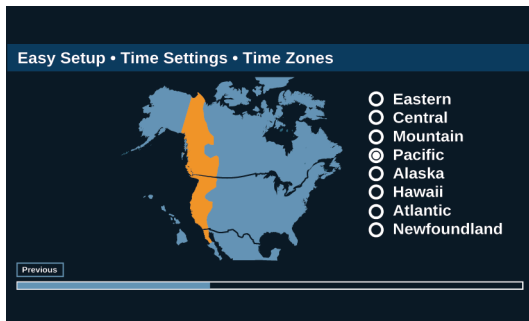 Easy Setup • Time Settings • Time Zones
Eastern
Central
Mountain
Pacific
Alaska
Hawaii
Atlantic
Newfoundland
Previous